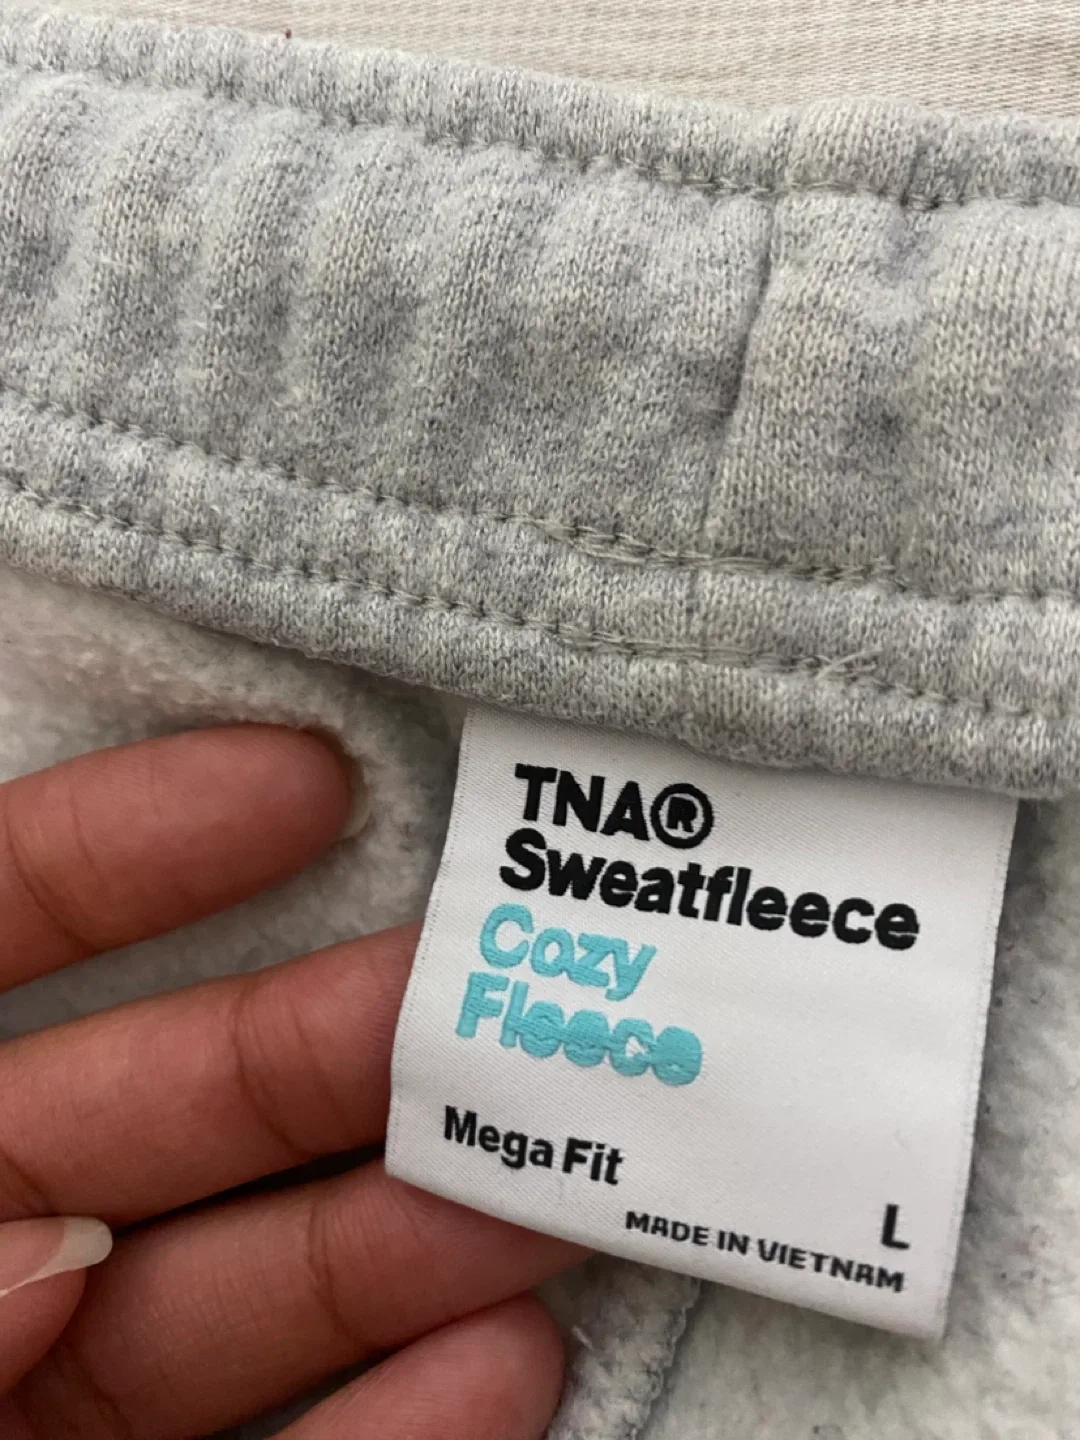 TNA®
Sweatfleece
Cozy
Fleece
Mega Fit
L
MADE IN VIETNAM